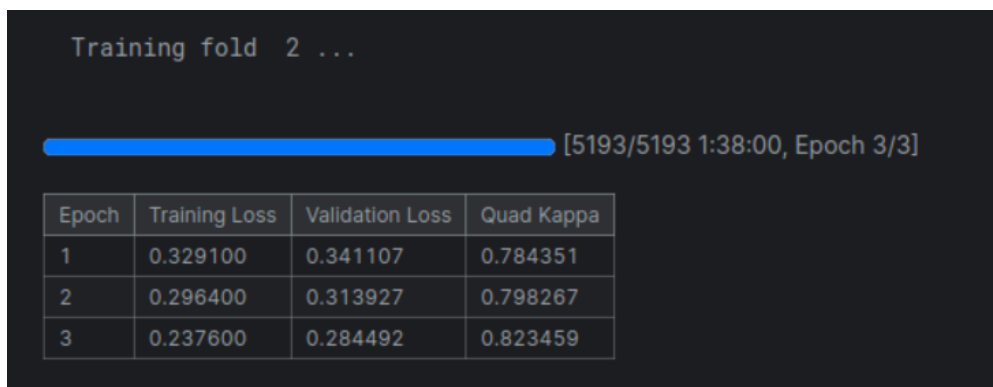 Training fold 2 ...
[5193/5193 1:38:00, Epoch 3/3]
Epoch Training Loss Validation Loss Quad Kappa
1 0.329100 0.341107 0.784351
2 0.296400 0.313927 0.798267
3 0.237600 0.284492 0.823459